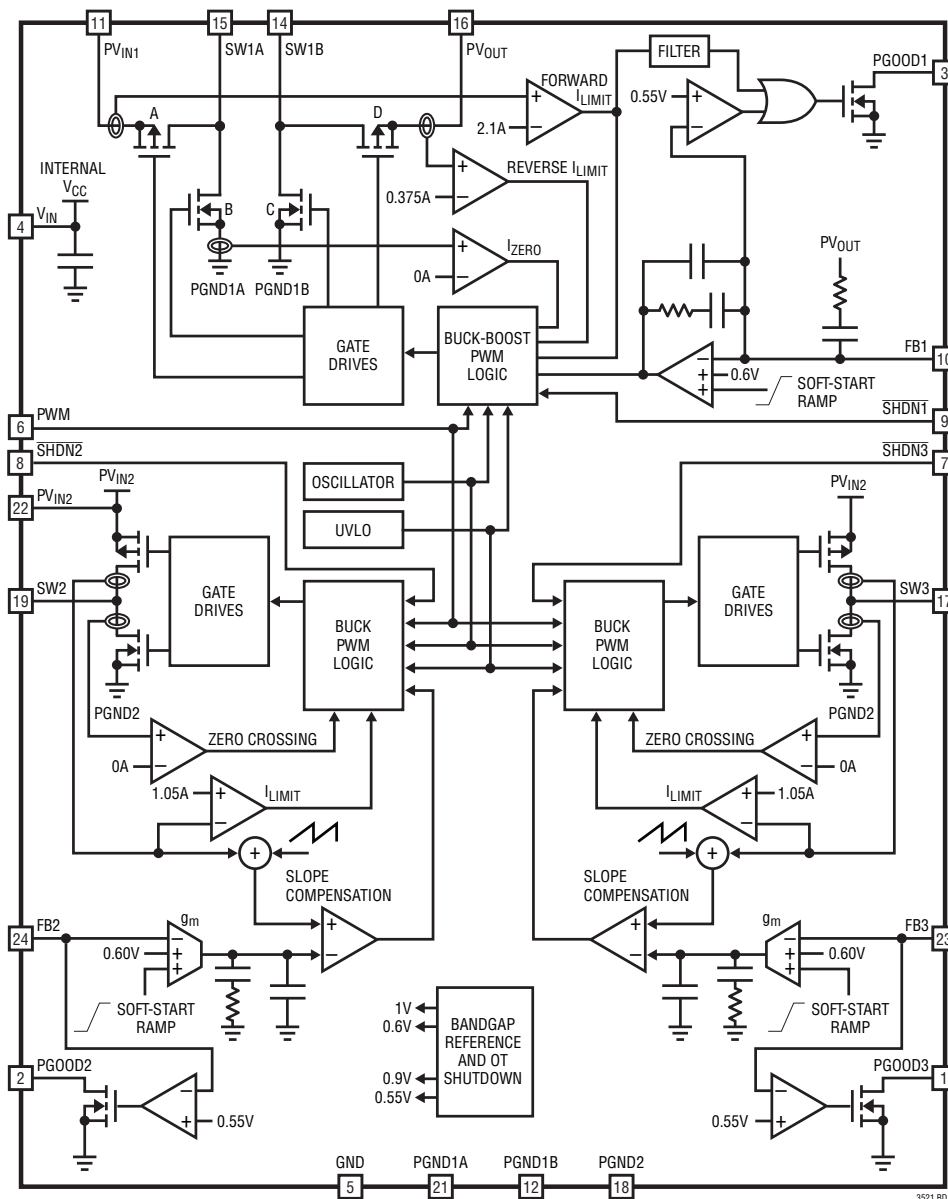 11
15
14
16
PVIN1
SW1A
SW1B
PVOUT
FILTER
PGOOD1
3
FORWARD
ILIMIT
+
2.1A
–
0.55V
+
–
A
D
INTERNAL
VCC
4
VIN
B
C
+
REVERSE ILIMIT
0.375A
–
+
IZERO
0A
–
PGND1A
PGND1B
PVOUT
GATE
DRIVES
BUCK-BOOST
PWM
LOGIC
–
+
+
0.6V
SOFT-START
RAMP
FB1
10
PWM
6
SHDN1
9
SHDN2
8
SHDN3
7
OSCILLATOR
UVLO
PVIN2
22
PVIN2
GATE
DRIVES
BUCK
PWM
LOGIC
BUCK
PWM
LOGIC
GATE
DRIVES
SW2
19
SW3
17
PGND2
PGND2
+
ZERO CROSSING
0A
–
ZERO CROSSING
+
–
0A
1.05A
+
ILIMIT
–
ILIMIT
+
1.05A
–
+
SLOPE
COMPENSATION
+
SLOPE
COMPENSATION
FB2
24
gm
–
+
+
0.60V
SOFT-START
RAMP
+
–
+
–
gm
–
+
+
0.60V
SOFT-START
RAMP
FB3
23
1V
0.6V
0.9V
0.55V
BANDGAP
REFERENCE
AND OT
SHUTDOWN
PGOOD2
2
–
+
0.55V
–
+
0.55V
PGOOD3
1
GND
5
PGND1A
21
PGND1B
12
PGND2
18
3521 BD